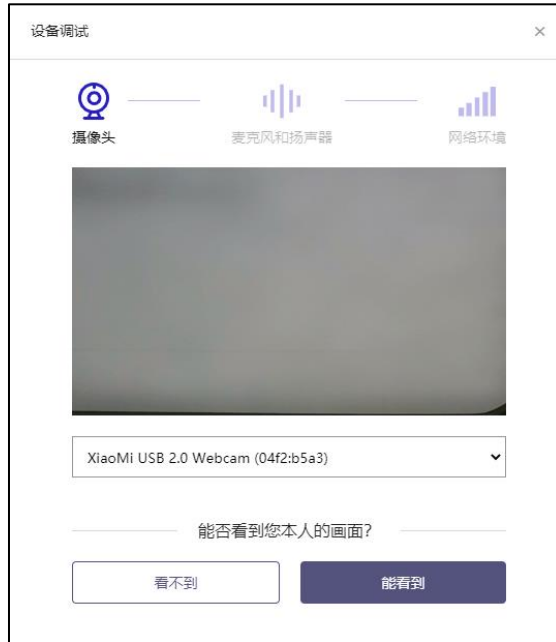 设备调试
摄像头
麦克风和扬声器
网络环境
XiaoMi USB 2.0 Webcam (04f2:b5a3)
能否看到您本人的画面？
看不到
能看到